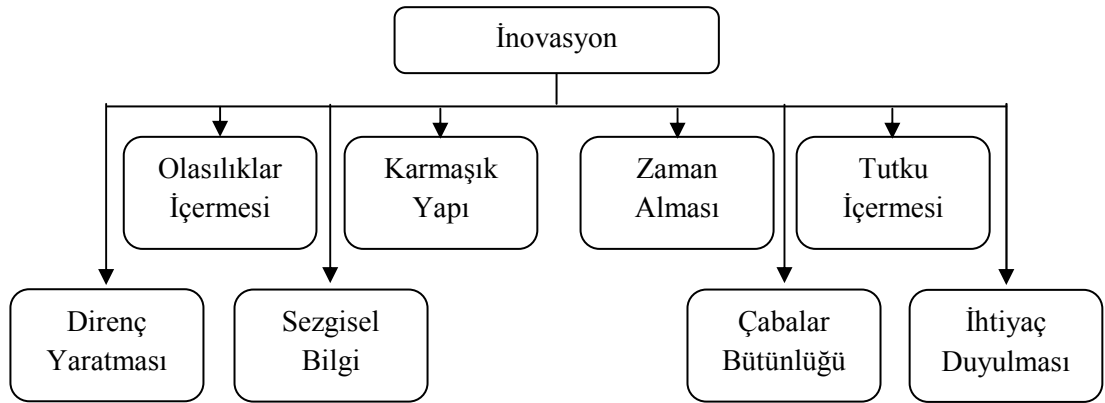 İnovasyon
Olasılıklar
İçermesi
Karmaşık
Yapı
Zaman
Alması
Tutku
İçermesi
Direnç
Yaratması
Sezgisel
Bilgi
Çabalar
Bütünlüğü
İhtiyaç
Duyulması